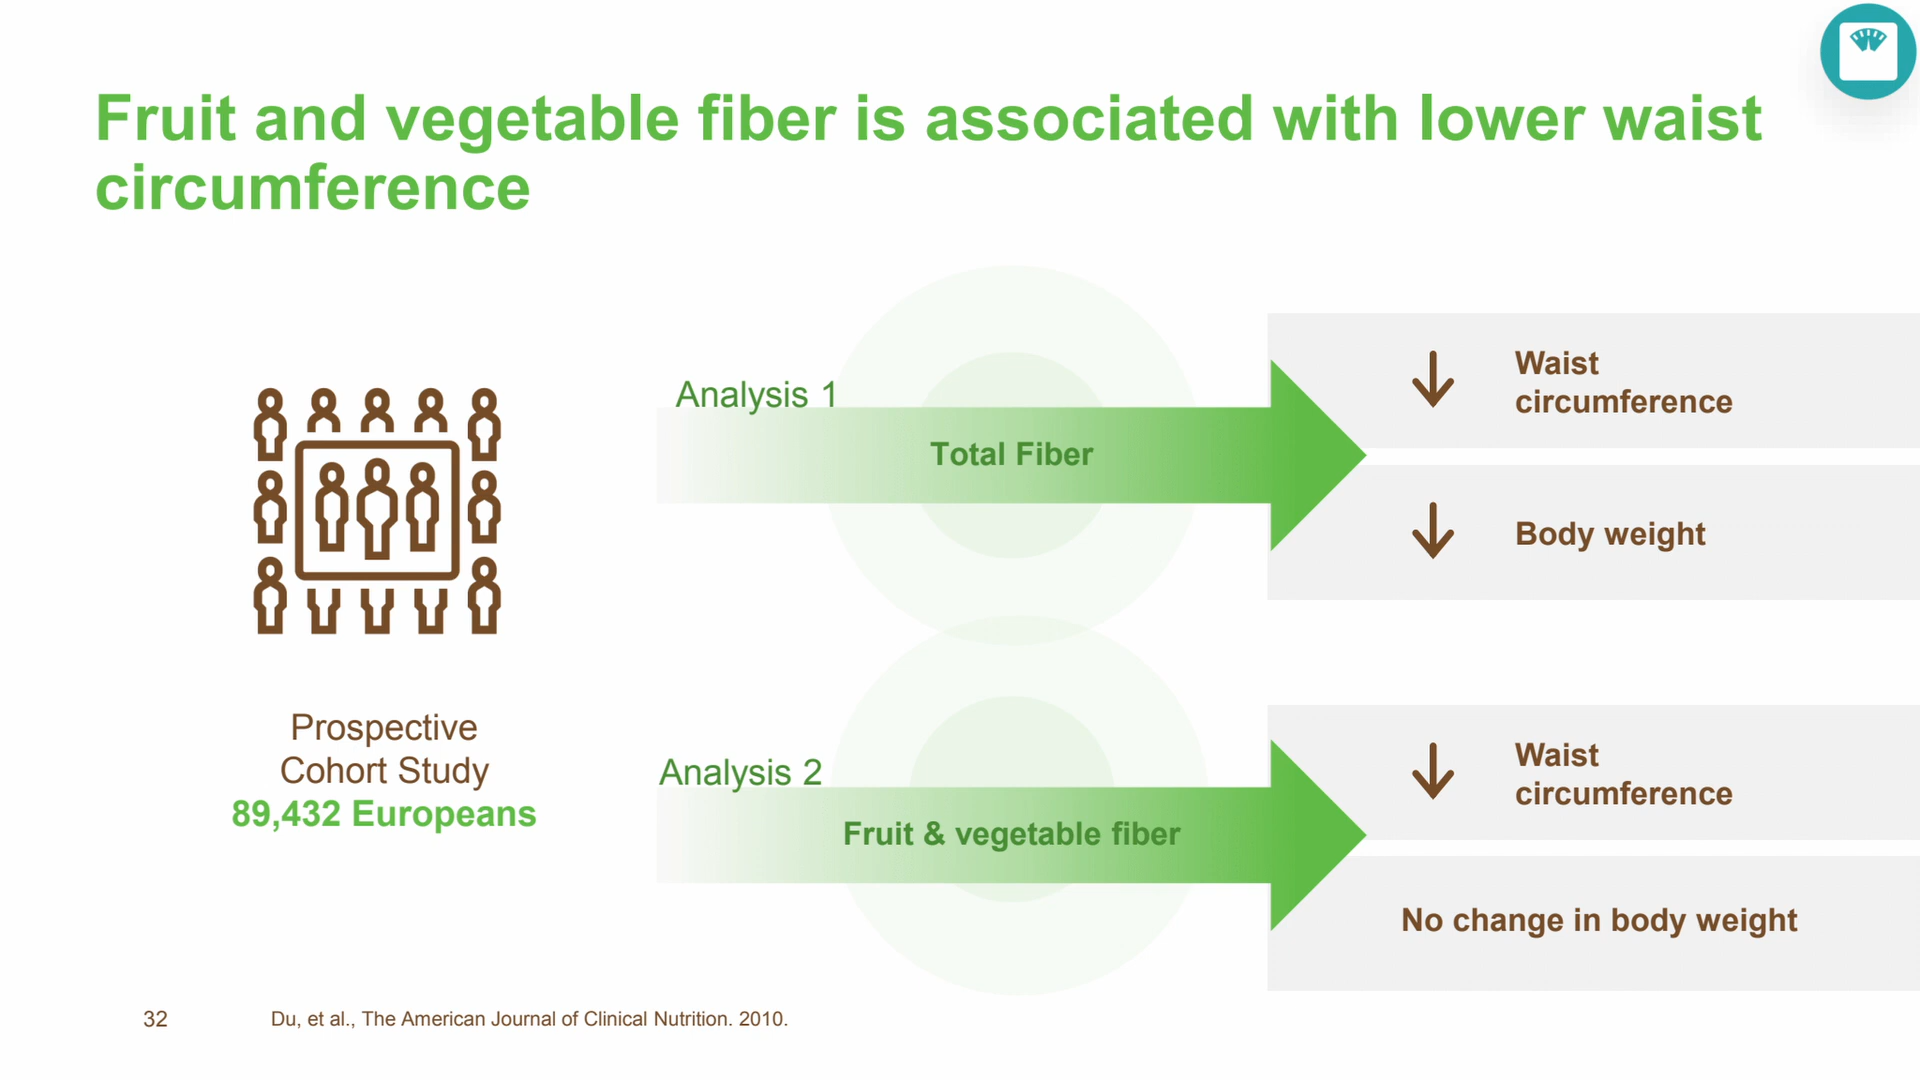 Fruit and vegetable fiber is associated with lower waist
circumference
Prospective
Cohort Study
89,432 Europeans
Analysis 1
Total Fiber
Waist
circumference
Body weight
Analysis 2
Fruit & vegetable fiber
Waist
circumference
No change in body weight
32
Du, et al., The American Journal of Clinical Nutrition. 2010.